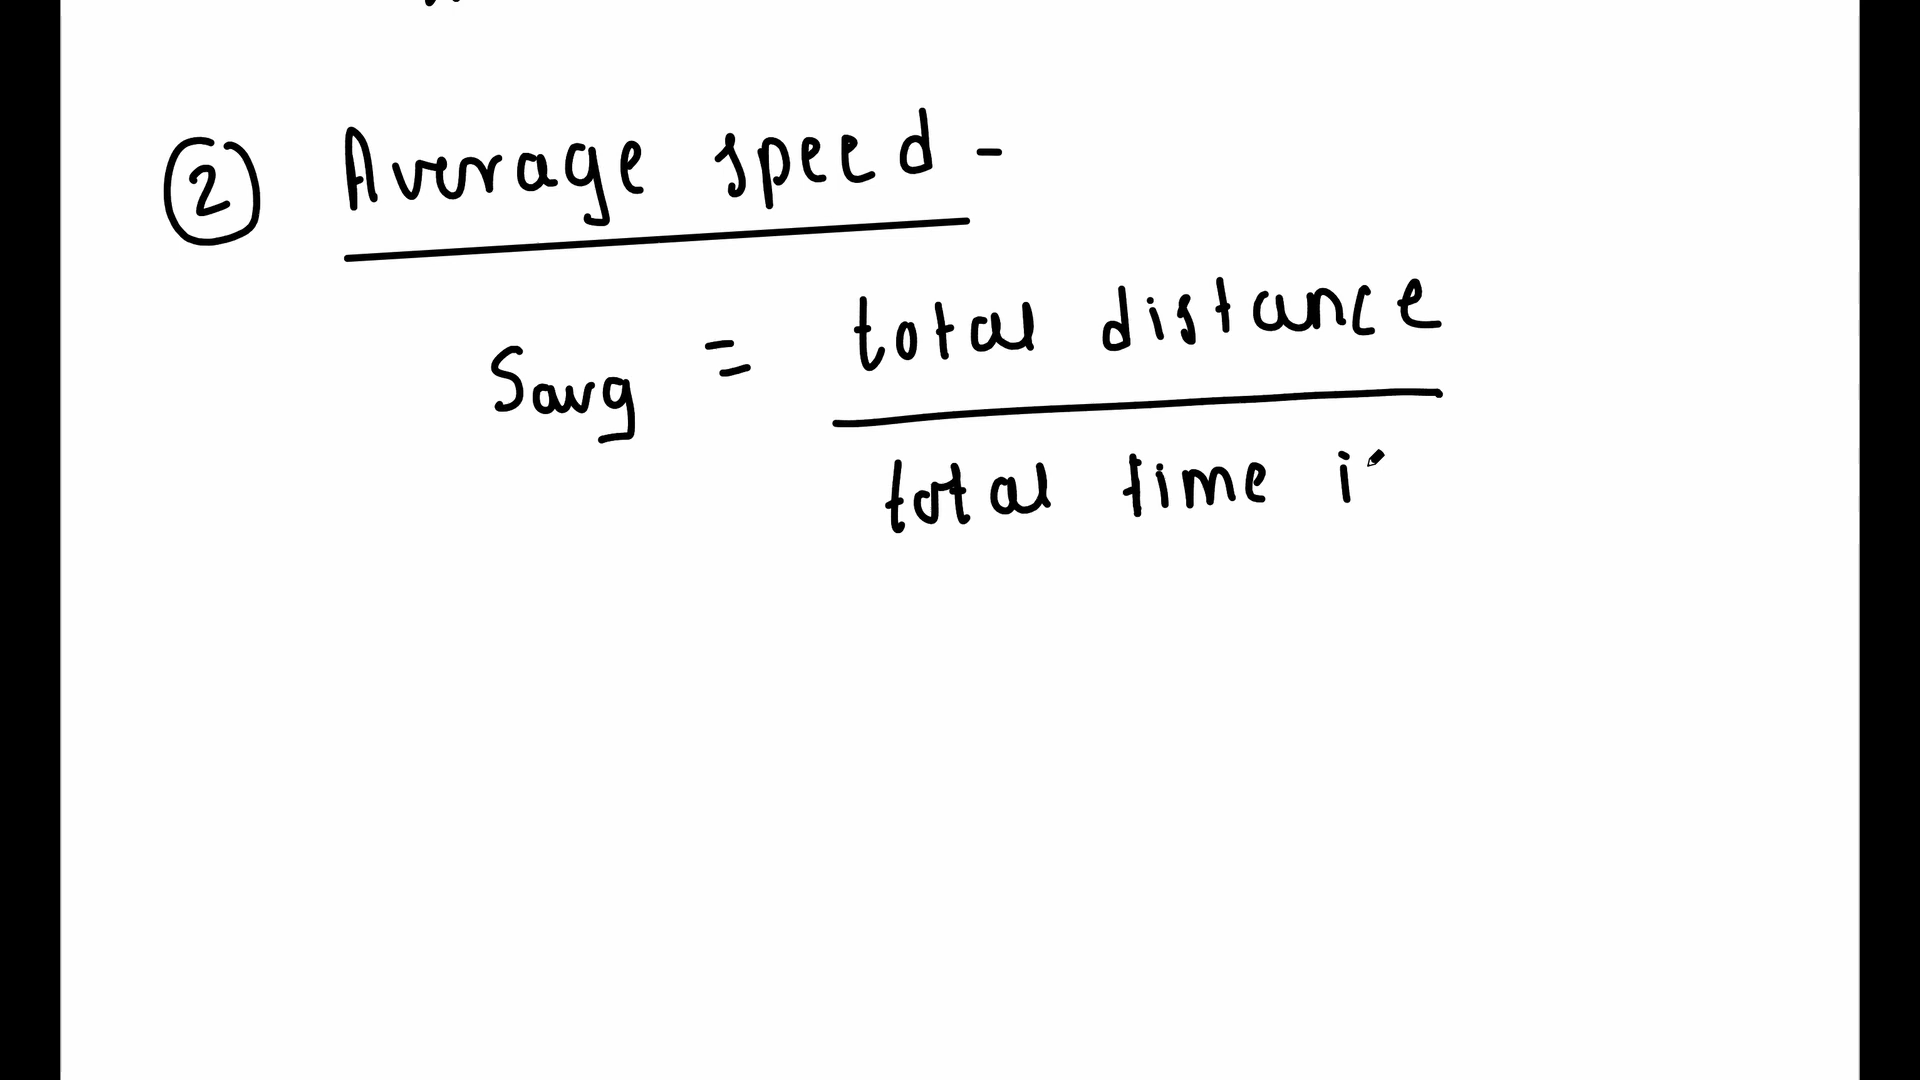 ② Average speed -
Savg = total distance
total time i